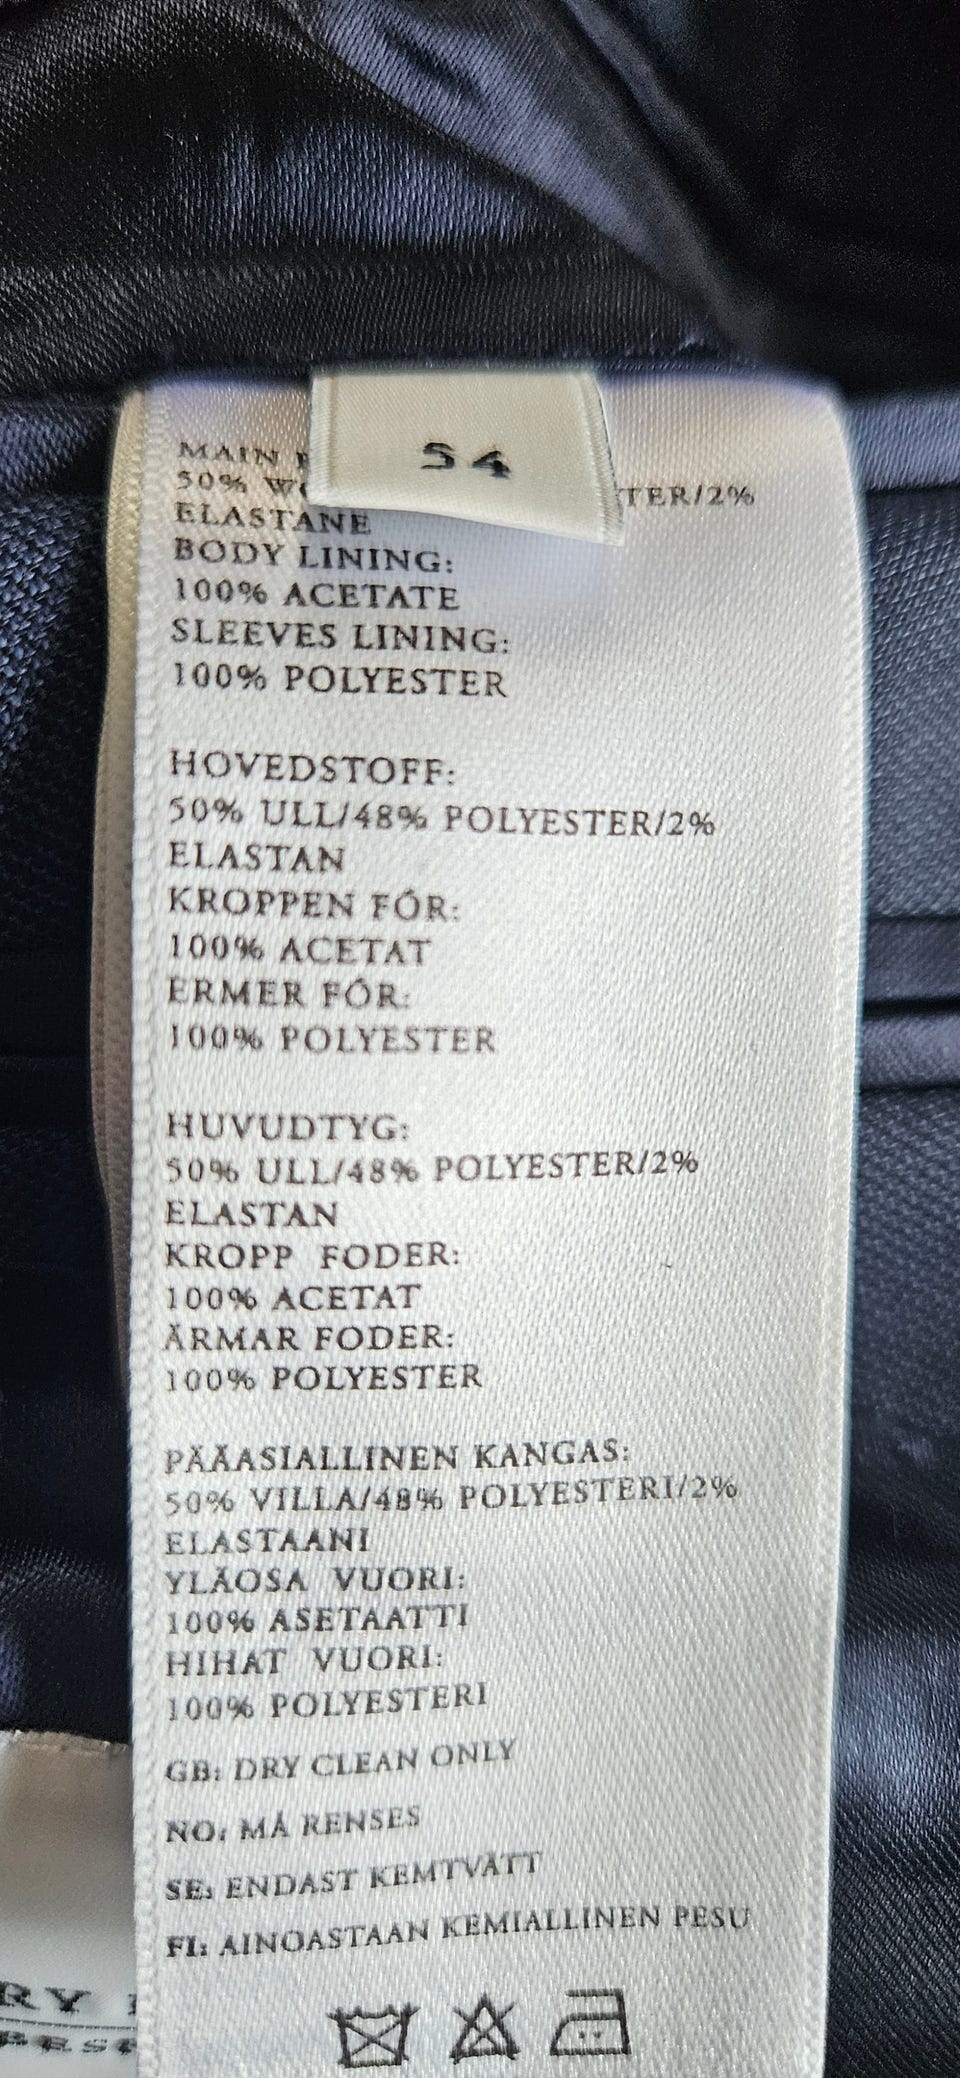 54
MAIN
50% TER/2%
ELASTANE
BODY LINING:
100% ACETATE
SLEEVES LINING:
100% POLYESTER
HOVEDSTOFF:
50% ULL/48% POLYESTER/2%
ELASTAN
KROPPEN FÓR:
100% ACETAT
ERMER FÓR:
100% POLYESTER
HUVUDTYG:
50% ULL/48% POLYESTER/2%
ELASTAN
KROPP FODER:
100% ACETAT
ÄRMAR FODER:
100% POLYESTER
PÄÄASIALLINEN KANGAS:
50% VILLA/48% POLYESTERI/2%
ELASTAANI
YLÄOSA VUORI:
100% ASETAATTI
HIHAT VUORI:
100% POLYESTERI
GB: DRY CLEAN ONLY
NO: MÅ RENSES
SE: ENDAST KEMTVÄTT
FI: AINOASTAAN KEMIALLINEN PESU
RY